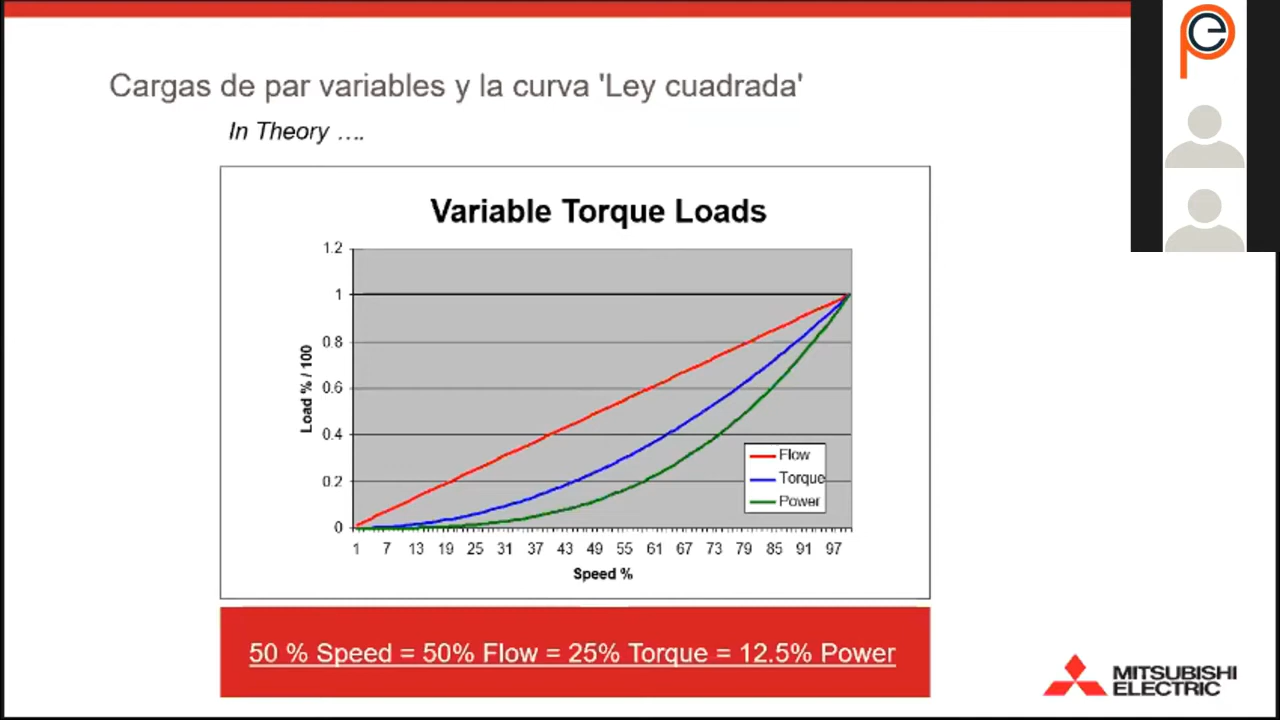 Cargas de par variables y la curva 'Ley cuadrada'
In Theory ....
Variable Torque Loads
1.2
1
0.8
0.6
0.4
0.2
0
Load % / 100
Flow
Torque
Power
1 7 13 19 25 31 37 43 49 55 61 67 73 79 85 91 97
Speed %
50 % Speed = 50% Flow = 25% Torque = 12.5% Power
MITSUBISHI
ELECTRIC